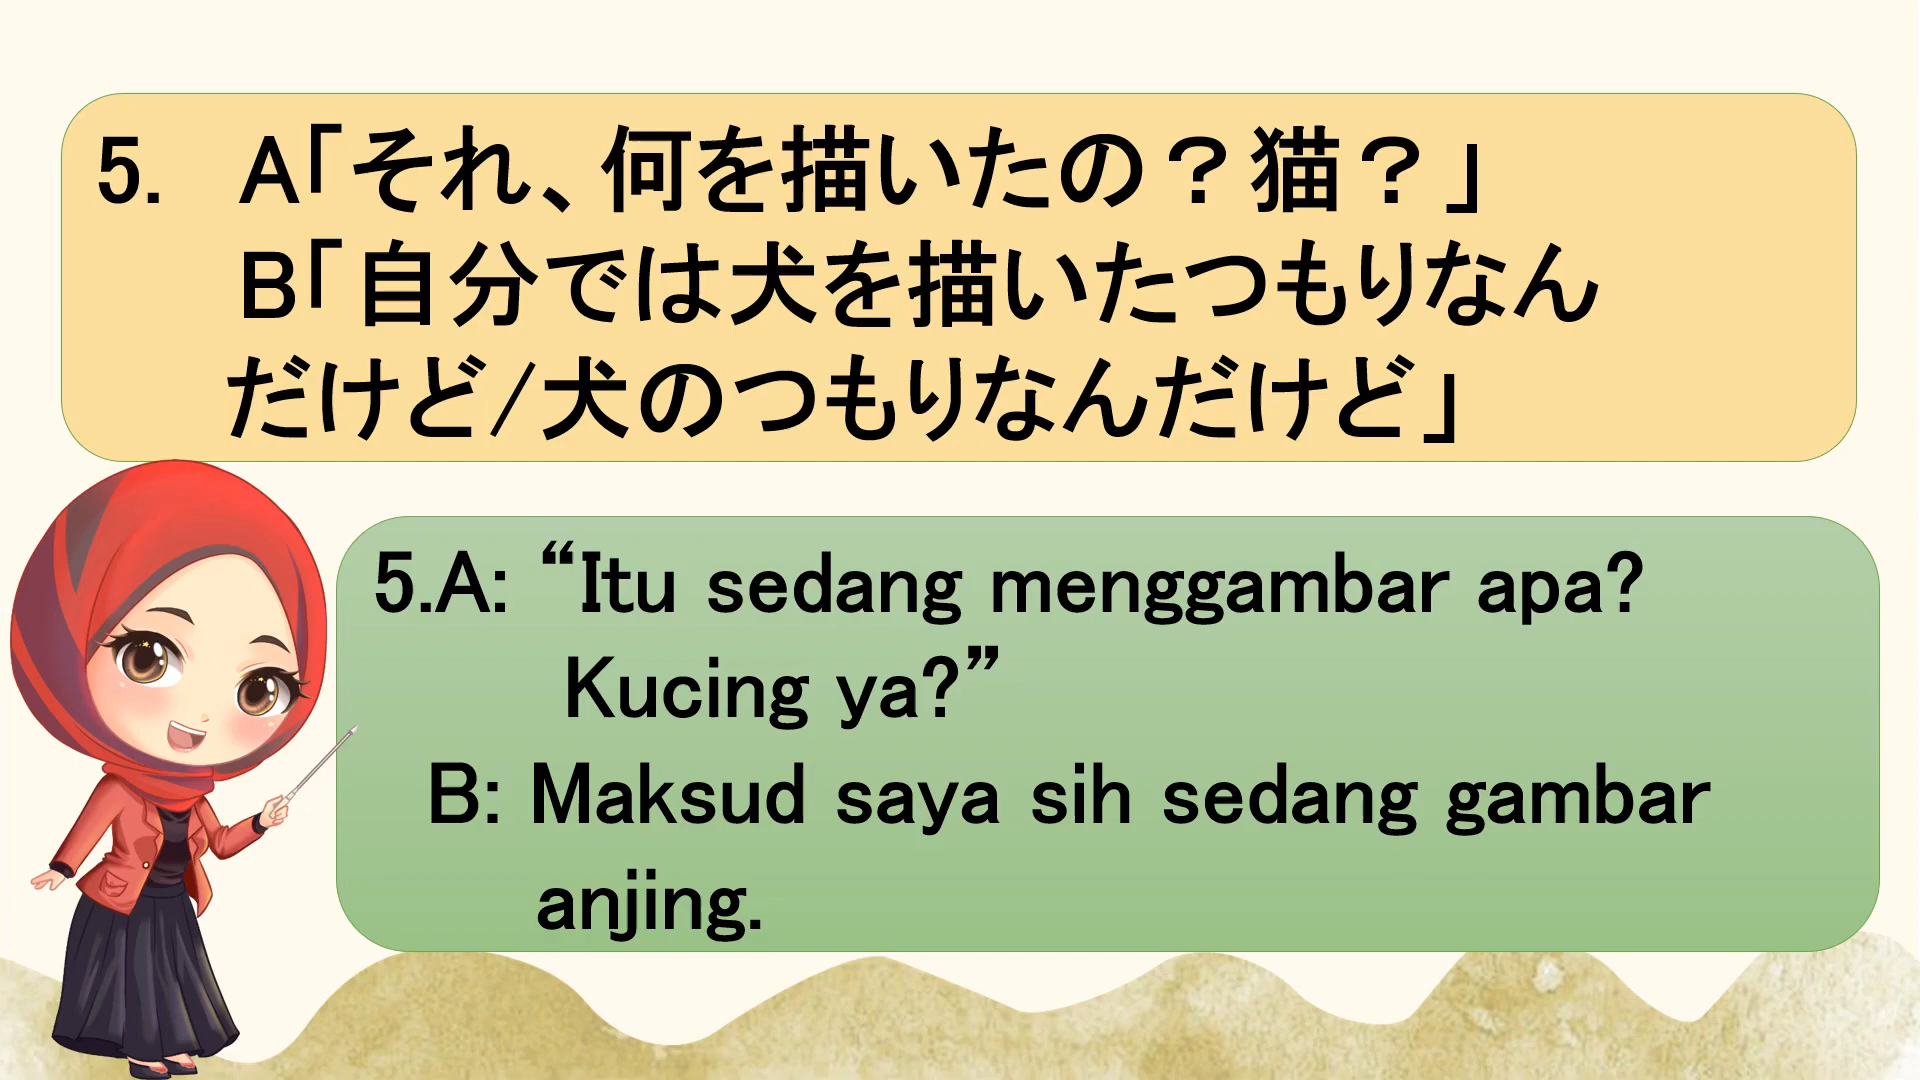 5. A「それ、何を描いたの？猫？」
B「自分では犬を描いたつもりなん
だけど/犬のつもりなんだけど」
5.A: “Itu sedang menggambar apa?
Kucing ya?”
B: Maksud saya sih sedang gambar
anjing.